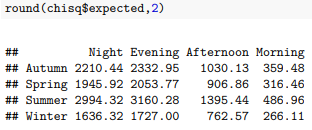 round(chisq$expected,2)
##        Night Evening Afternoon Morning
## Autumn 2210.44 2332.95   1030.13  359.48
## Spring 1945.92 2053.77    906.86  316.46
## Summer 2994.32 3160.28   1395.44  486.96
## Winter 1636.32 1727.00    762.57  266.11